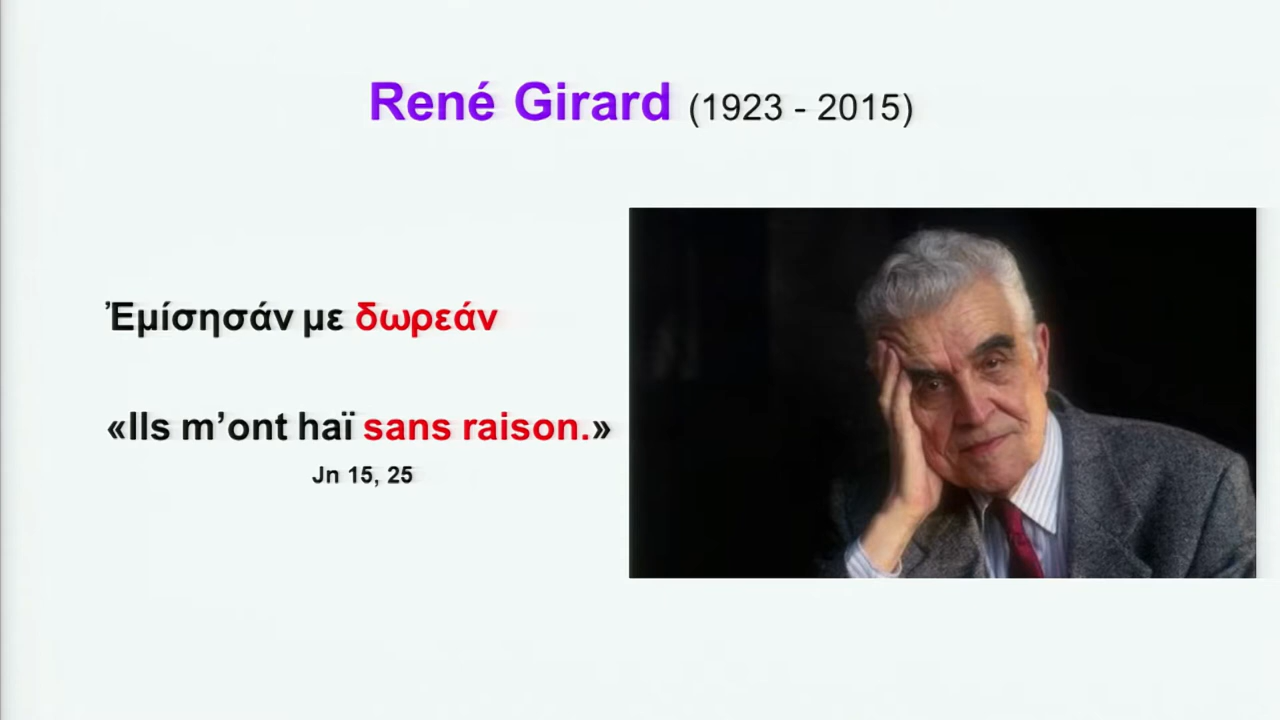 René Girard (1923 - 2015)
Ἐμίσησάν με δωρεάν
«Ils m’ont haï sans raison.»
Jn 15, 25